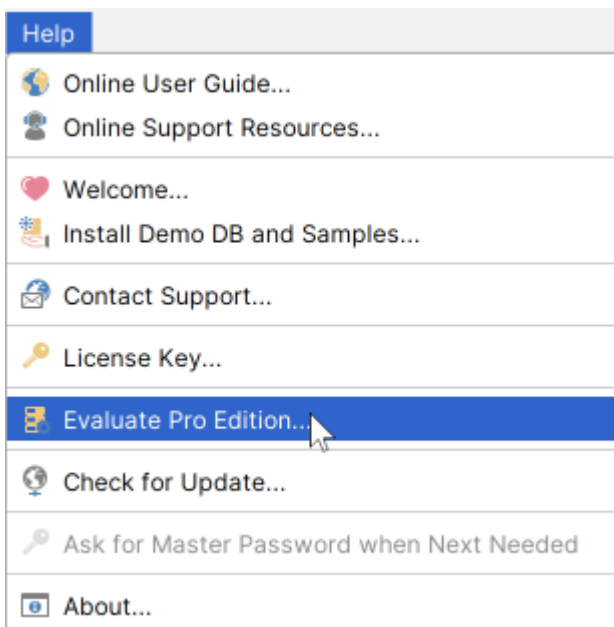 Help
Online User Guide...
Online Support Resources...
Welcome...
Install Demo DB and Samples...
Contact Support...
License Key...
Evaluate Pro Edition...
Check for Update...
Ask for Master Password when Next Needed
About...